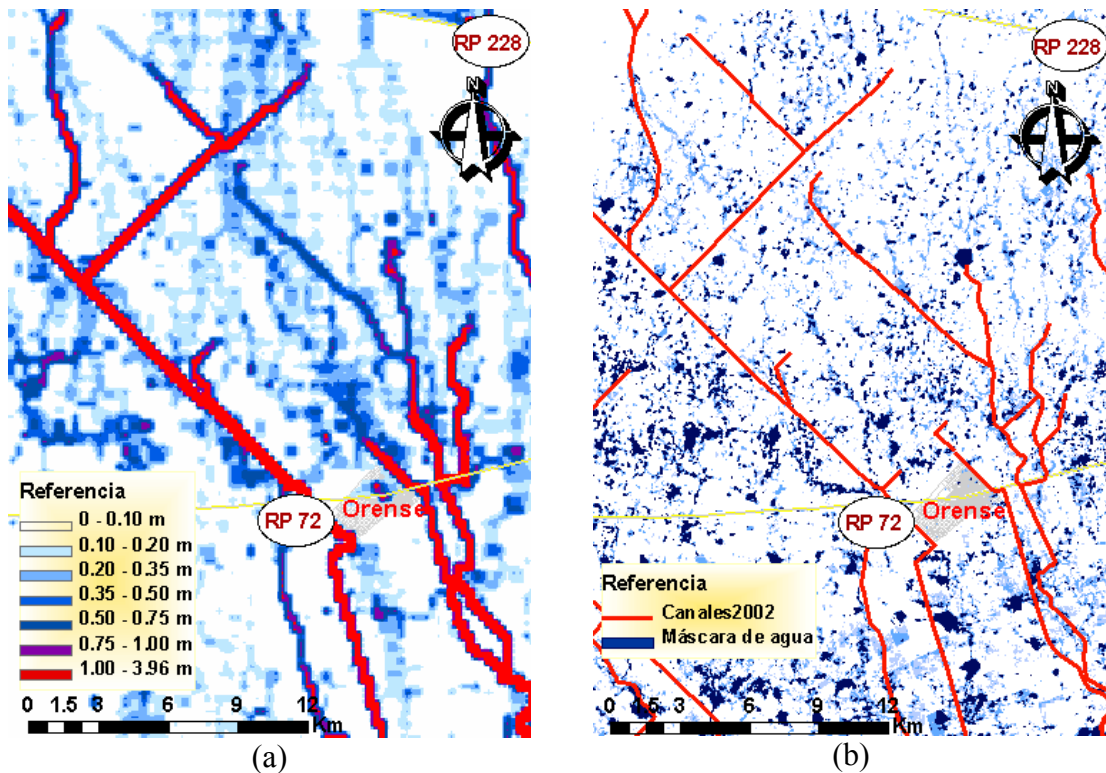 RP 228
N
Orense
RP 72
Referencia
0 - 0.10 m
0.10 - 0.20 m
0.20 - 0.35 m
0.35 - 0.50 m
0.50 - 0.75 m
0.75 - 1.00 m
1.00 - 3.96 m
0 1.5 3 6 9 12
Km
(a)
RP 228
N
Orense
RP 72
Referencia
Canales2002
Máscara de agua
0 1.5 3 6 9 12
Km
(b)